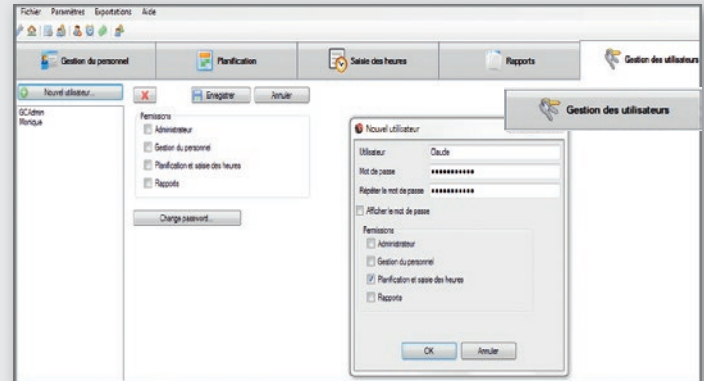 Fichier Paramètres Exportations Aide
Gestion du personnel
Planification
Saisie des heures
Rapports
Gestion des utilisateurs
Nouvel utilisateur...
Enregistrer
Annuler
Gestion des utilisateurs
GCAdmin
Monique
Permissions
Administrateur
Gestion du personnel
Planification et saisie des heures
Rapports
Change password...
Nouvel utilisateur
Utilisateur Claude
Mot de passe •••••••••••
Répéter le mot de passe •••••••••••
Afficher le mot de passe
Permissions
Administrateur
Gestion du personnel
Planification et saisie des heures
Rapports
OK
Annuler